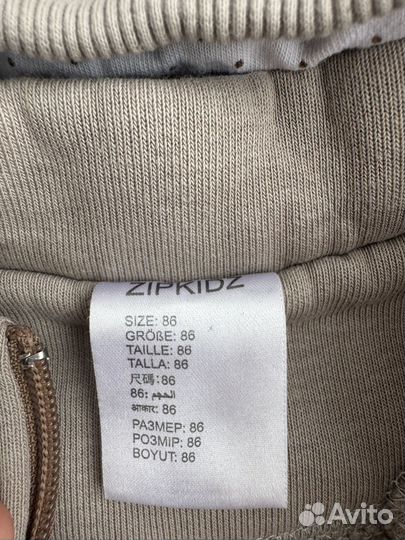 ZIPKIDZ
SIZE: 86
GRÖßE: 86
TAILLE: 86
TALLA: 86
尺碼:86
الحجم: 86
आकार: 86
РАЗМЕР: 86
РОЗМІР: 86
BOYUT: 86
Avito